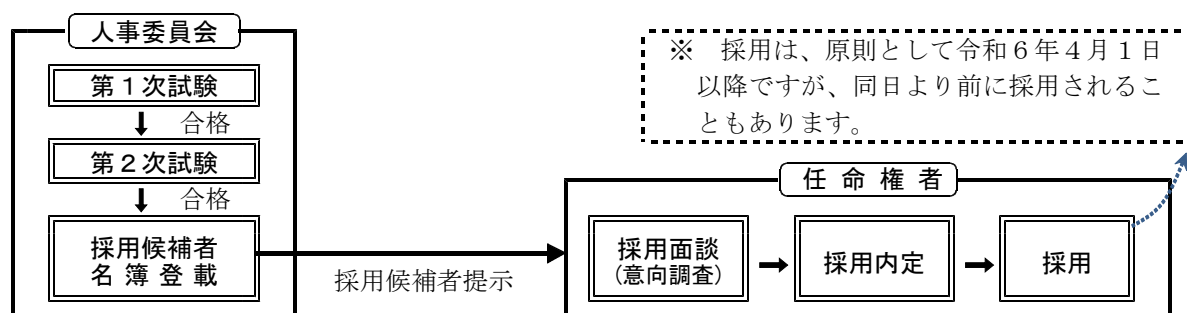 人事委員会
第１次試験
合格
第２次試験
合格
採用候補者
名簿登載
採用候補者提示
※　採用は、原則として令和６年４月１日
以降ですが、同日より前に採用されるこ
ともあります。
任命権者
採用面談
(意向調査)
採用内定
採用